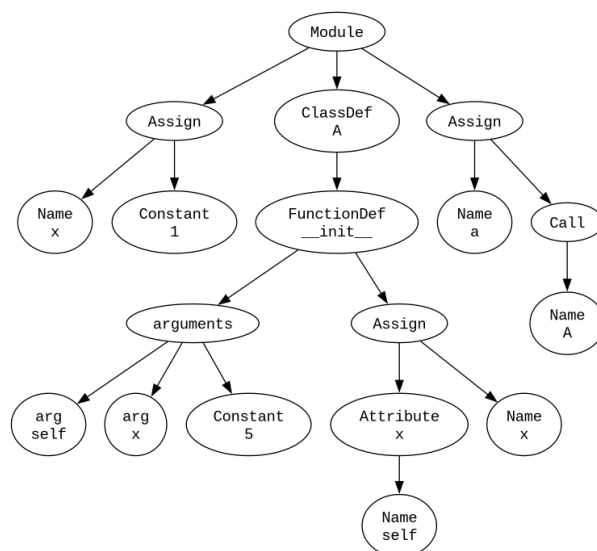 Module
Assign
ClassDef
A
Assign
Name
x
Constant
1
FunctionDef
__init__
Name
a
Call
arguments
Assign
Name
A
arg
self
arg
x
Constant
5
Attribute
x
Name
x
Name
self